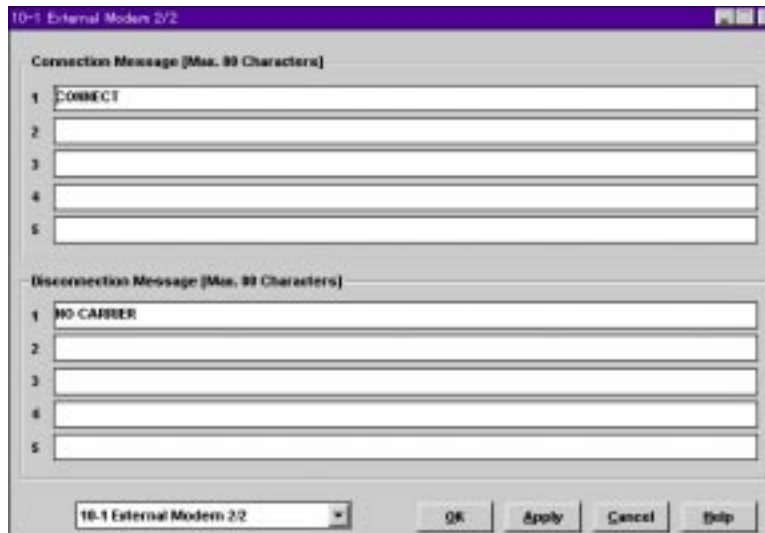 10-1 External Modem 2/2
Connection Message [Max. 80 Characters]
1 CONNECT
2
3
4
5
Disconnection Message [Max. 80 Characters]
1 NO CARRIER
2
3
4
5
10-1 External Modem 2/2
OK Apply Cancel Help